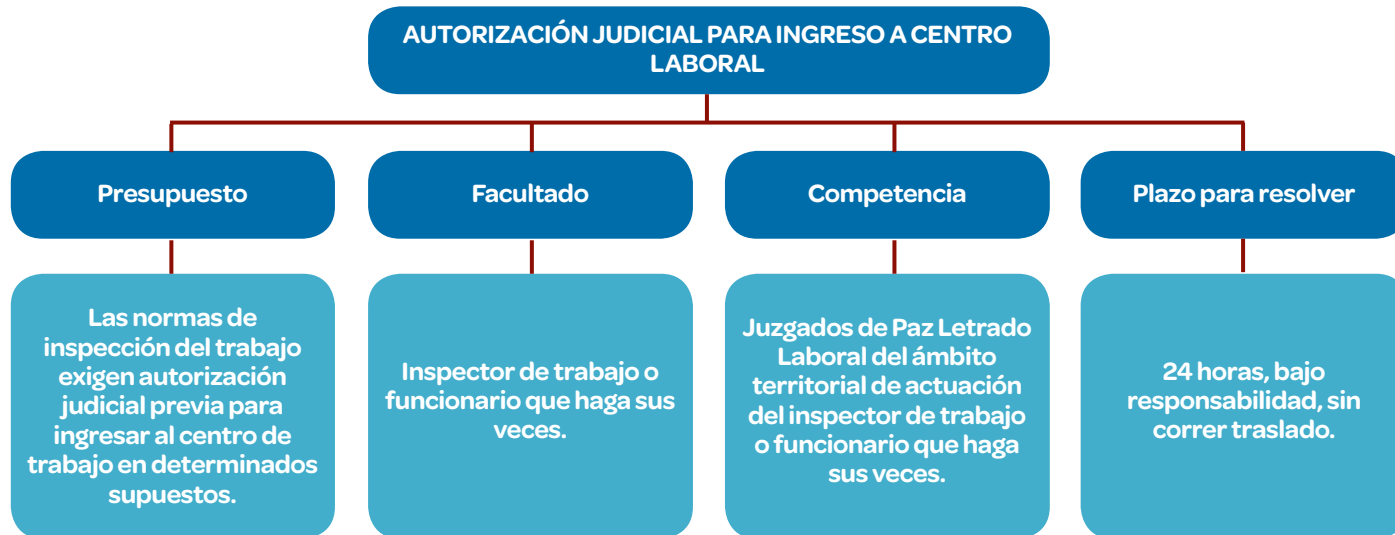 AUTORIZACIÓN JUDICIAL PARA INGRESO A CENTRO
LABORAL
Presupuesto
Facultado
Competencia
Plazo para resolver
Las normas de
inspección del trabajo
exigen autorización
judicial previa para
ingresar al centro de
trabajo en determinados
supuestos.
Inspector de trabajo o
funcionario que haga sus
veces.
Juzgados de Paz Letrado
Laboral del ámbito
territorial de actuación
del inspector de trabajo
o funcionario que haga
sus veces.
24 horas, bajo
responsabilidad, sin
correr traslado.